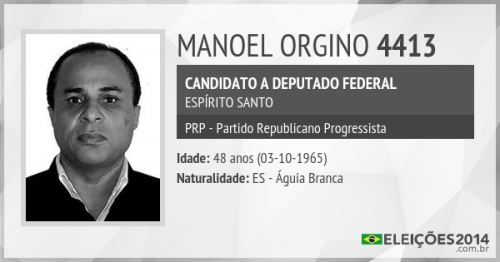 MANOEL ORGINO 4413
CANDIDATO A DEPUTADO FEDERAL
ESPÍRITO SANTO
PRP - Partido Republicano Progressista
Idade: 48 anos (03-10-1965)
Naturalidade: ES - Águia Branca
ELEIÇÕES2014
.com.br